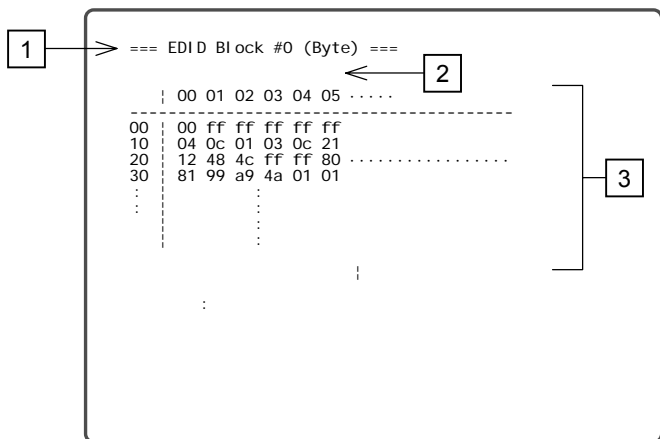 1
=== EDID Block #0 (Byte) ===
2
¦ 00 01 02 03 04 05 ·····
------------------------------------------
00 ¦ 00 ff ff ff ff ff
10 ¦ 04 0c 01 03 0c 21
20 ¦ 12 48 4c ff ff 80 ·················
30 ¦ 81 99 a9 4a 01 01
3
: ¦ :
: ¦ :
¦ :
¦ :
¦
: